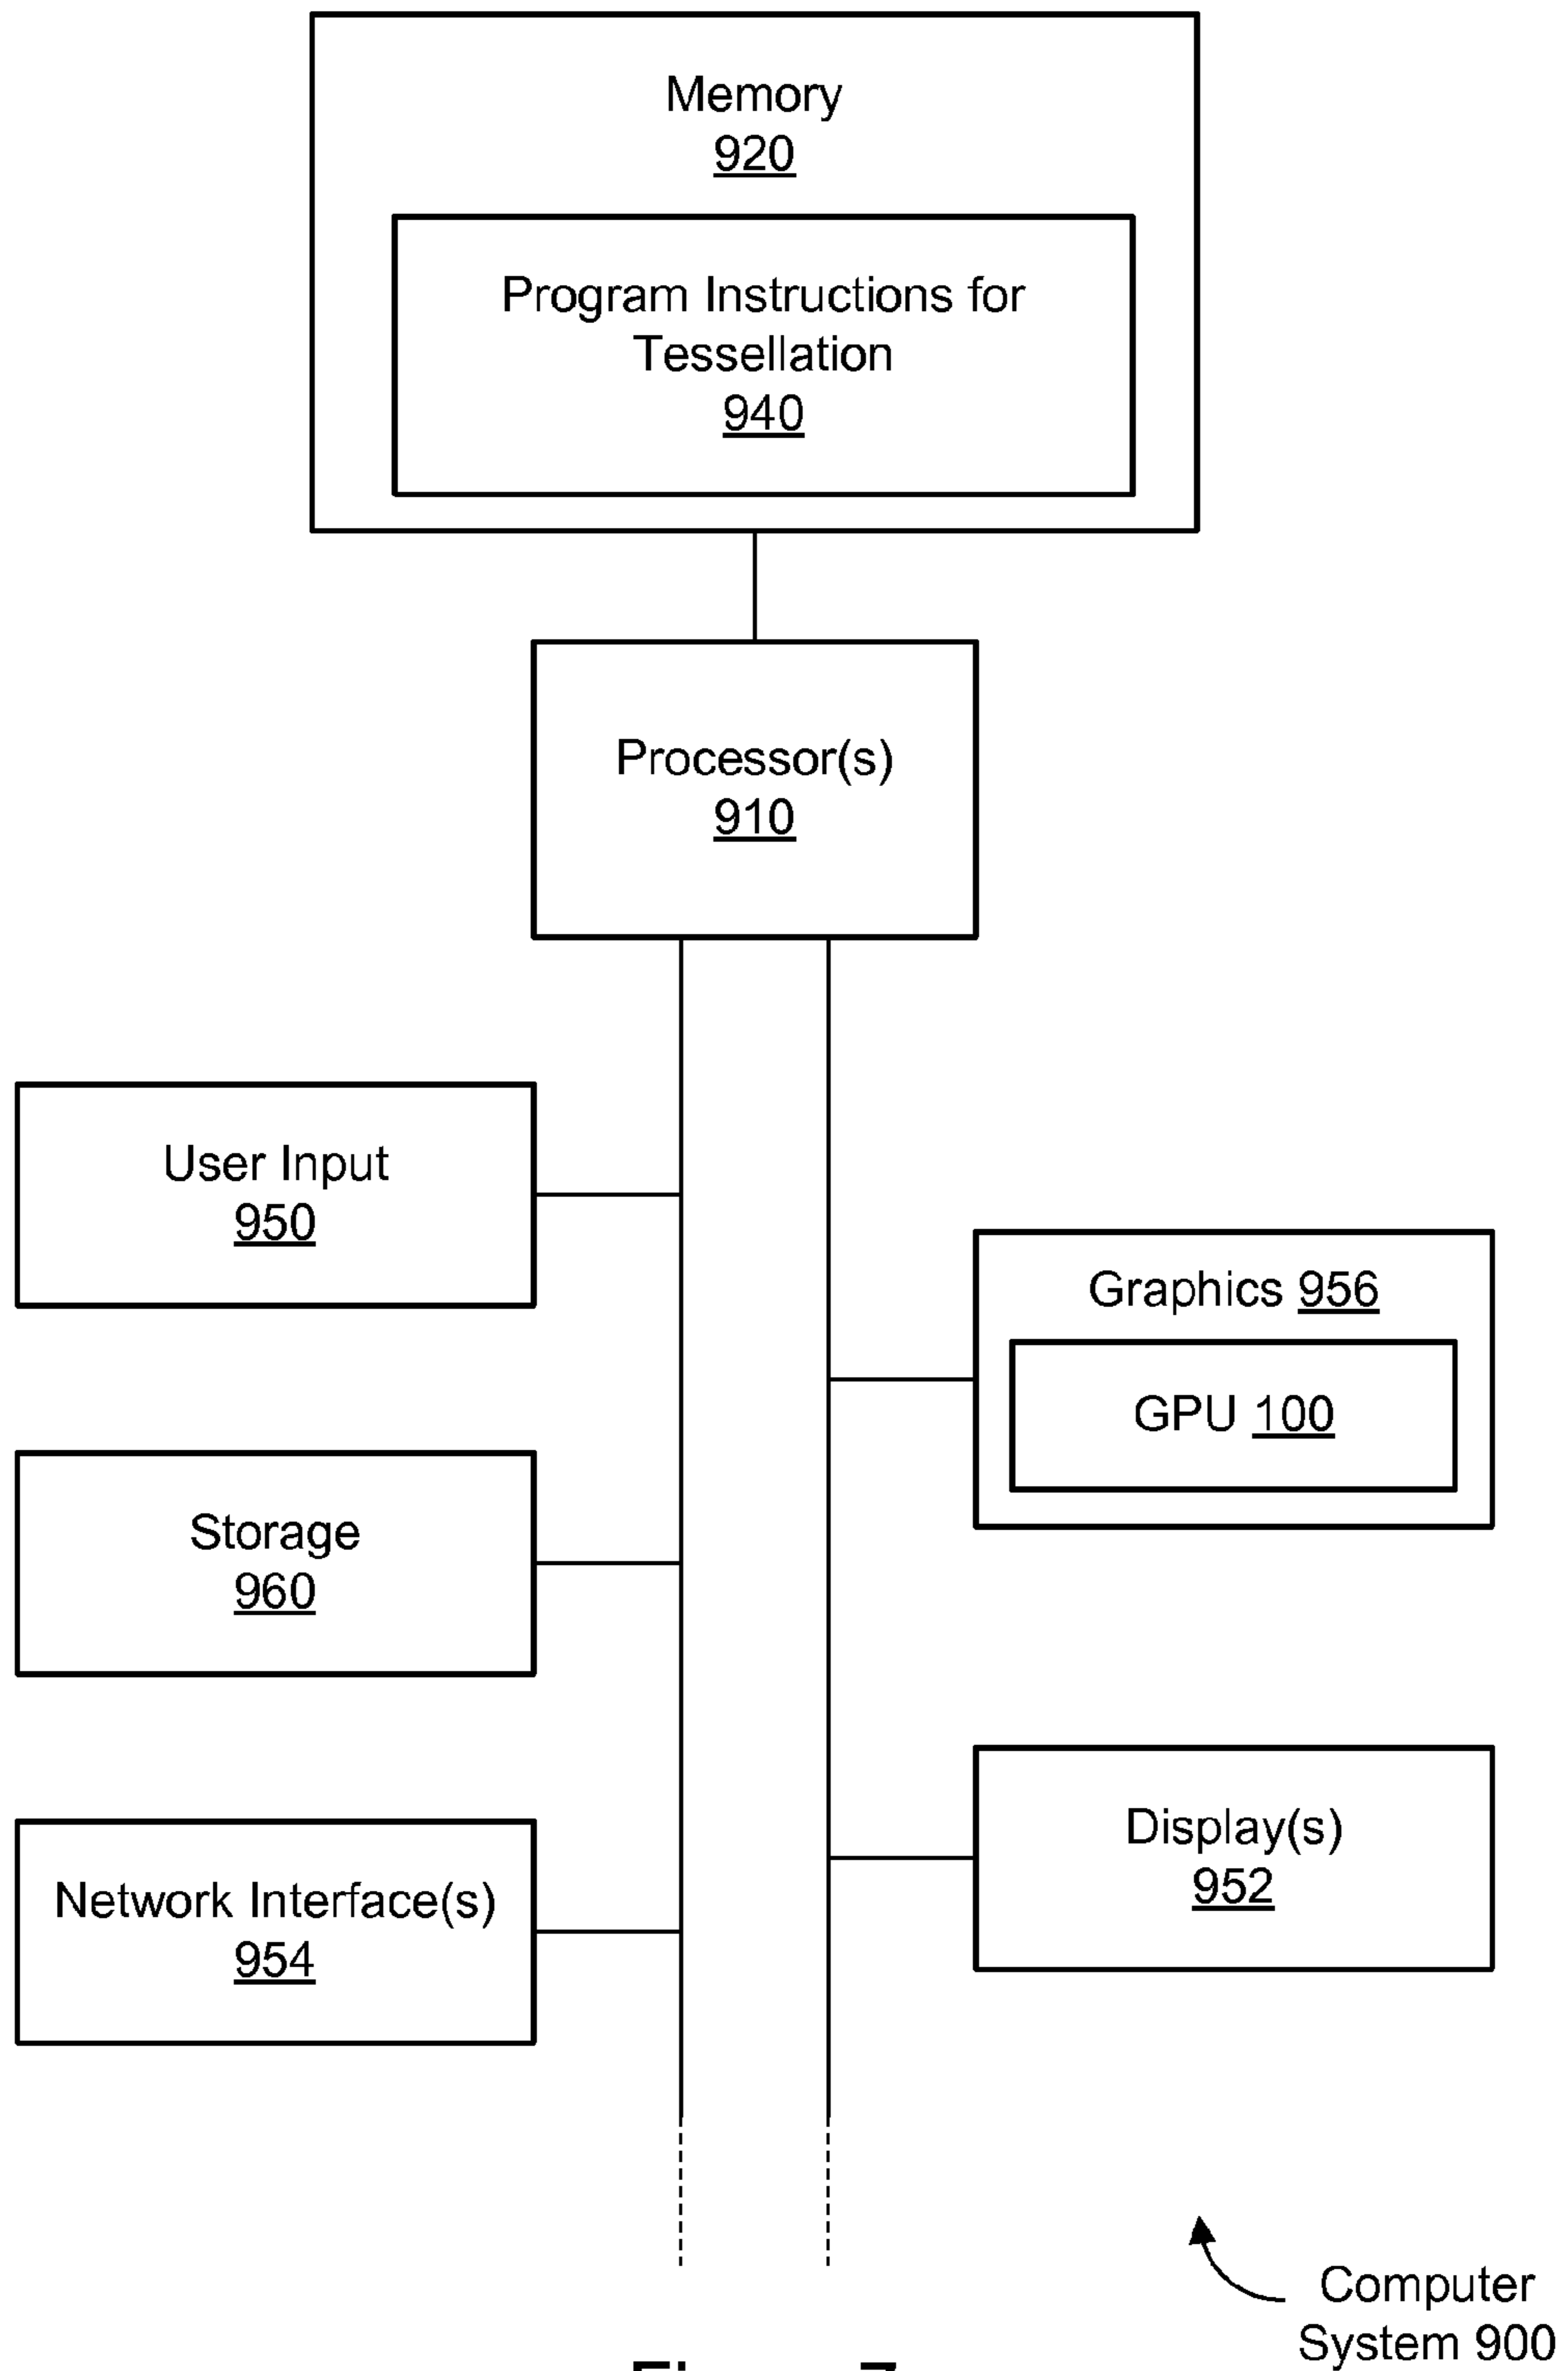 Memory
920
Program Instructions for
Tessellation
940
Processor(s)
910
User Input
950
Graphics 956
GPU 100
Storage
960
Display(s)
952
Network Interface(s)
954
Computer
System 900